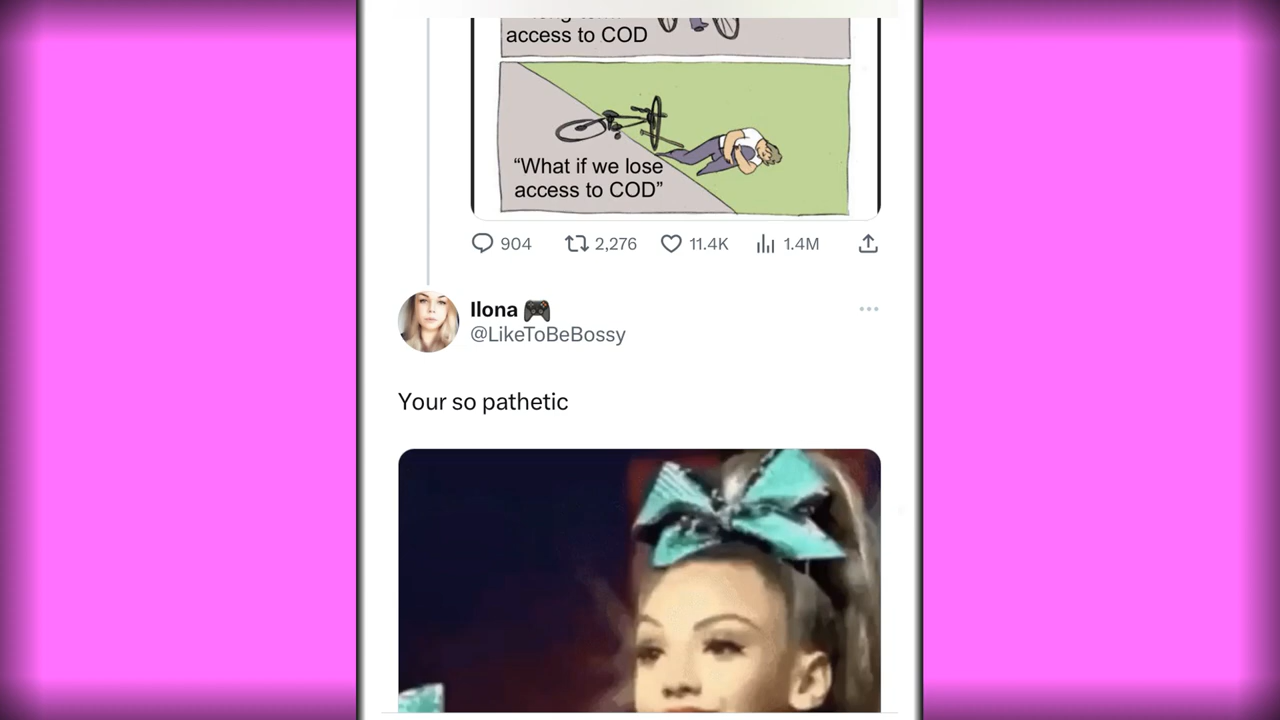 access to COD
“What if we lose
access to COD”
904 2,276 11.4K 1.4M
Ilona 🎮
@LikeToBeBossy
Your so pathetic